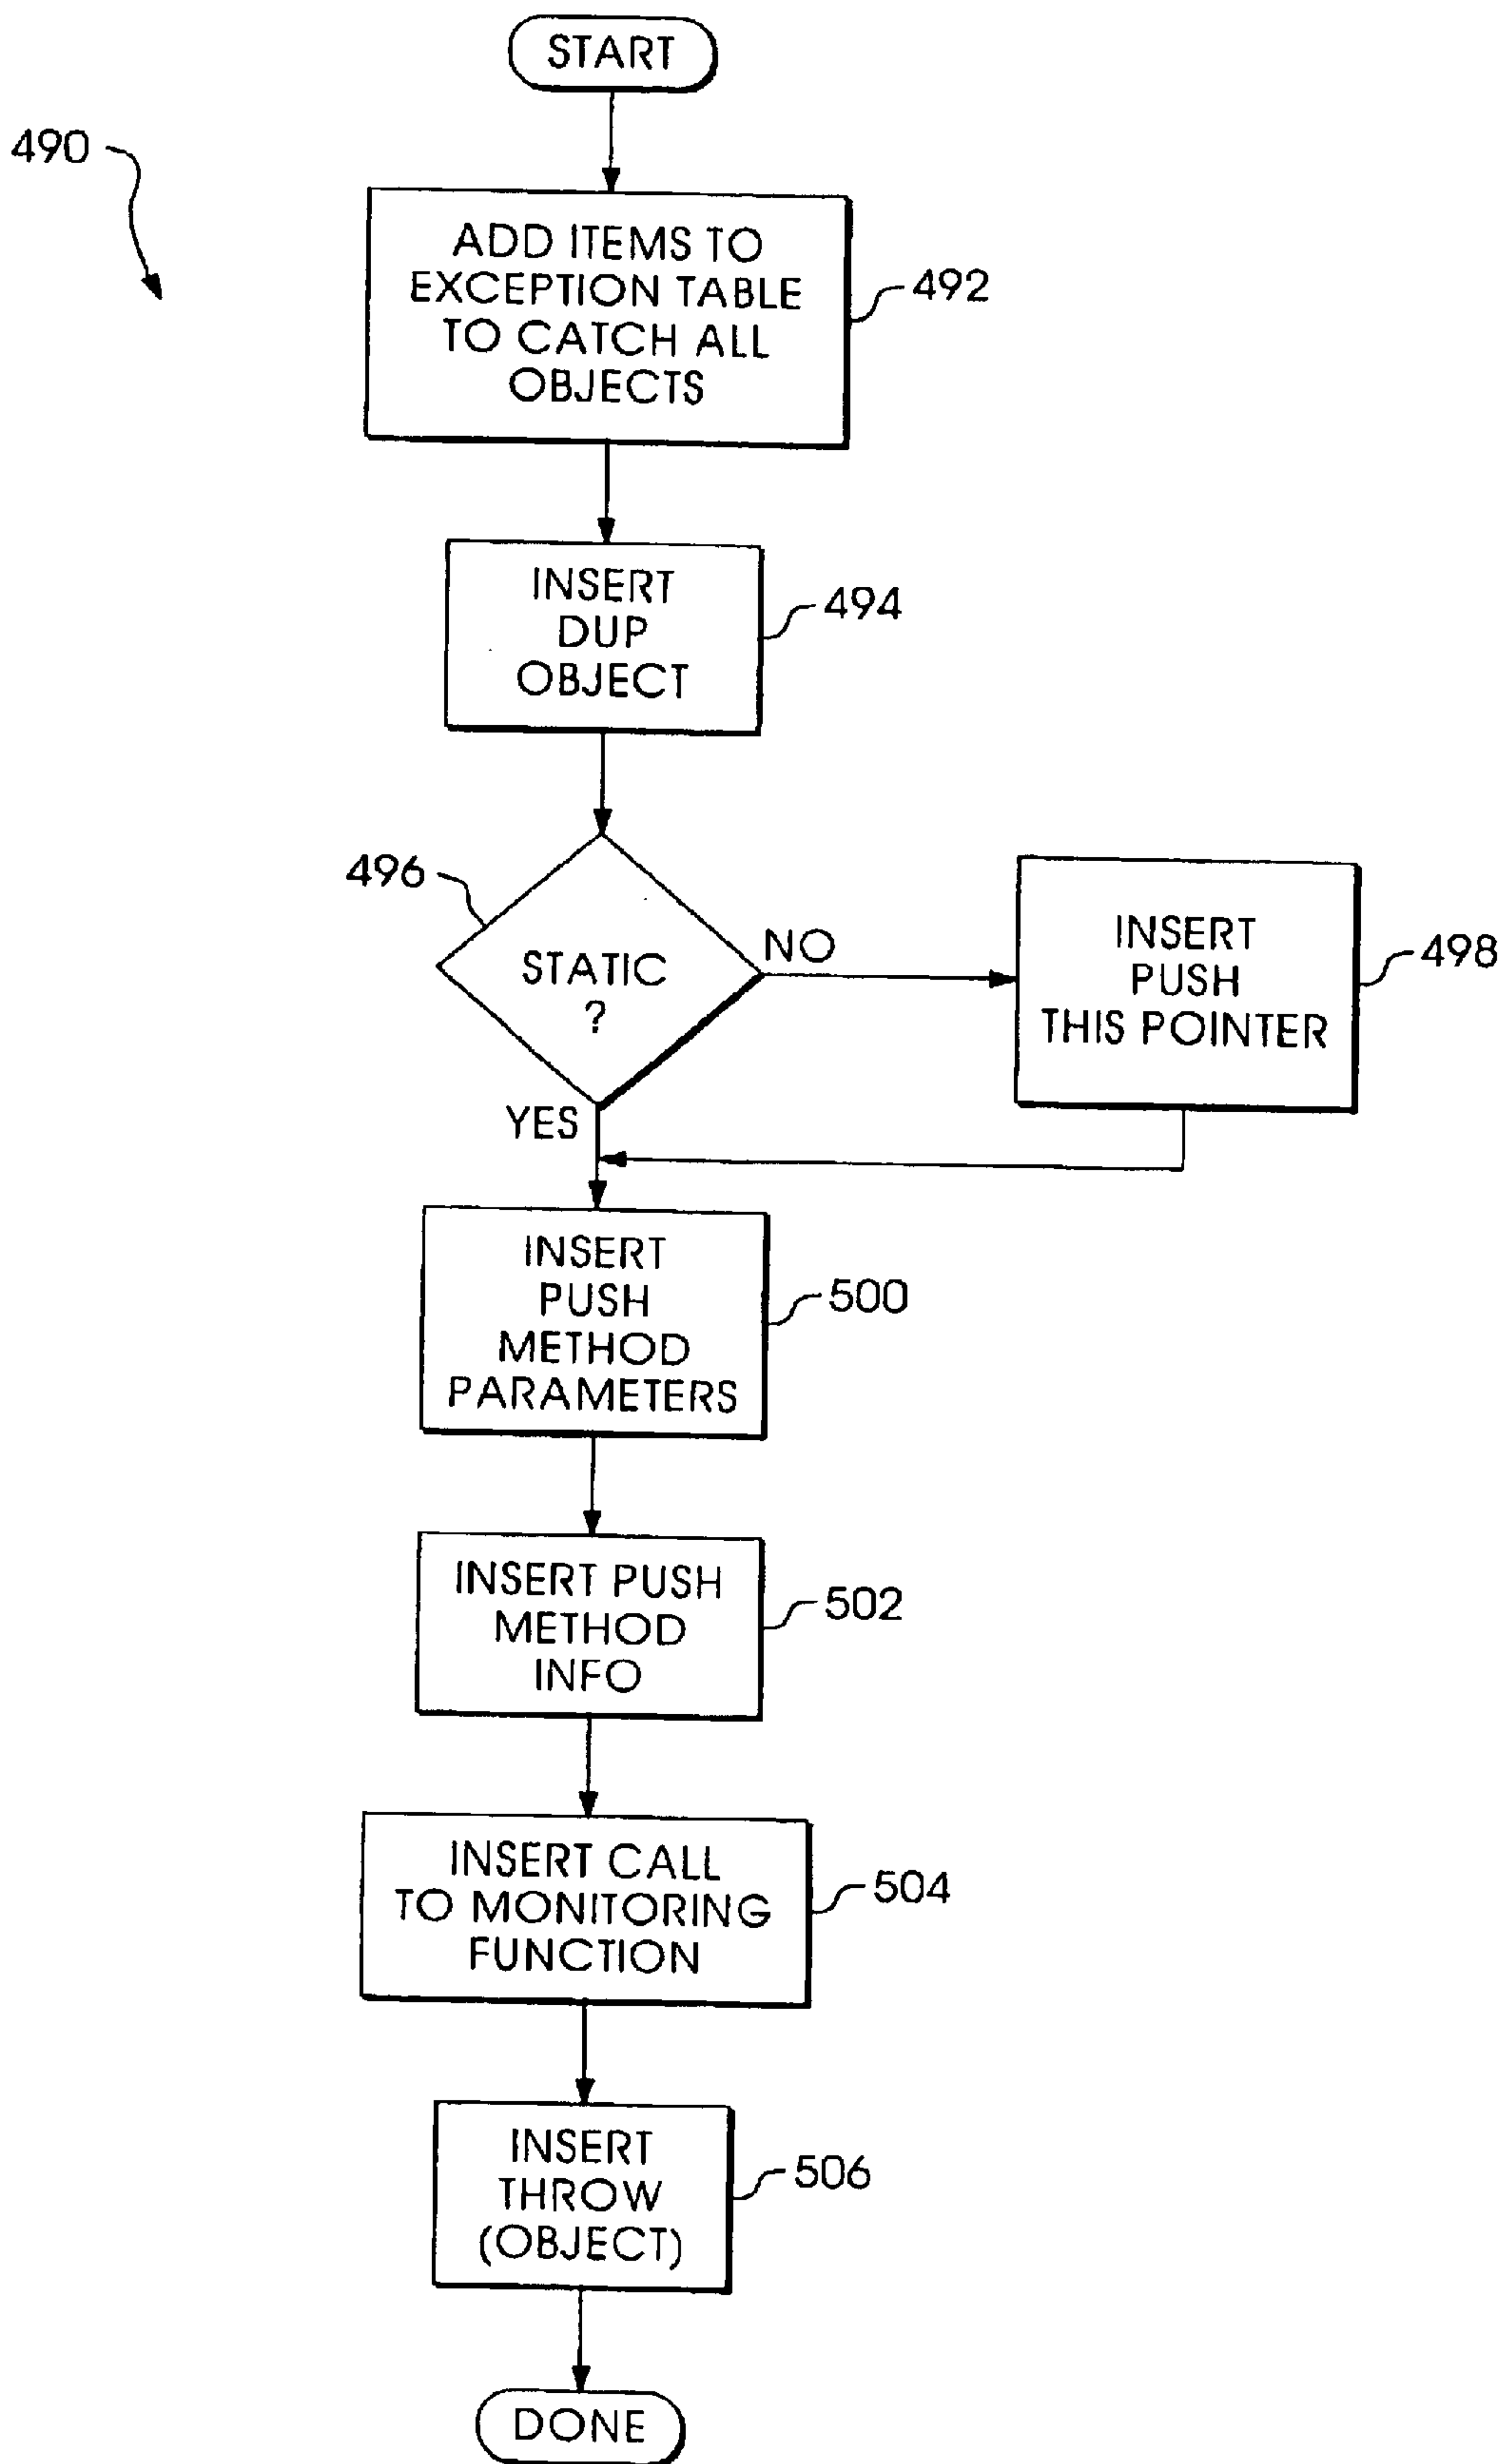 START
490
ADD ITEMS TO
EXCEPTION TABLE
TO CATCH ALL
OBJECTS
492
INSERT
DUP
OBJECT
494
496
STATIC
?
NO
YES
INSERT
PUSH
THIS POINTER
498
INSERT
PUSH
METHOD
PARAMETERS
500
INSERT PUSH
METHOD
INFO
502
INSERT CALL
TO MONITORING
FUNCTION
504
INSERT
THROW
(OBJECT)
506
DONE